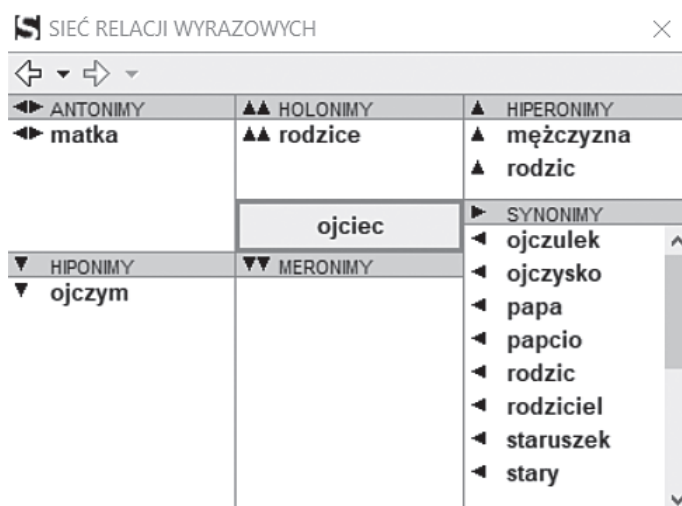 SIEĆ RELACJI WYRAZOWYCH
ANTONIMY
matka
HOLONIMY
rodzice
HIPERONIMY
mężczyzna
rodzic
ojciec
SYNONIMY
ojczulek
ojczysko
papa
papcio
rodzic
rodziciel
staruszek
stary
HIPONIMY
ojczym
MERONIMY